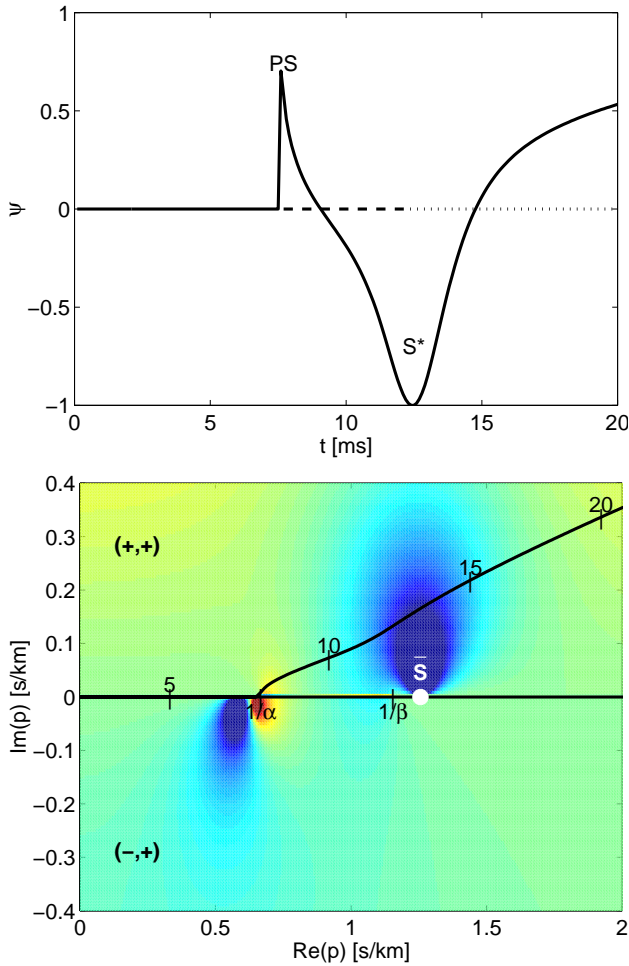 PS
1
0.5
0
−0.5
−1
ψ
S*
0 5 10 15 20
t [ms]
0.4
0.3
0.2
0.1
0
−0.1
−0.2
−0.3
−0.4
Im(p) [s/km]
(+,+)
20
15
10
5
S̄
1/α
1/β
(−,+)
0 0.5 1 1.5 2
Re(p) [s/km]